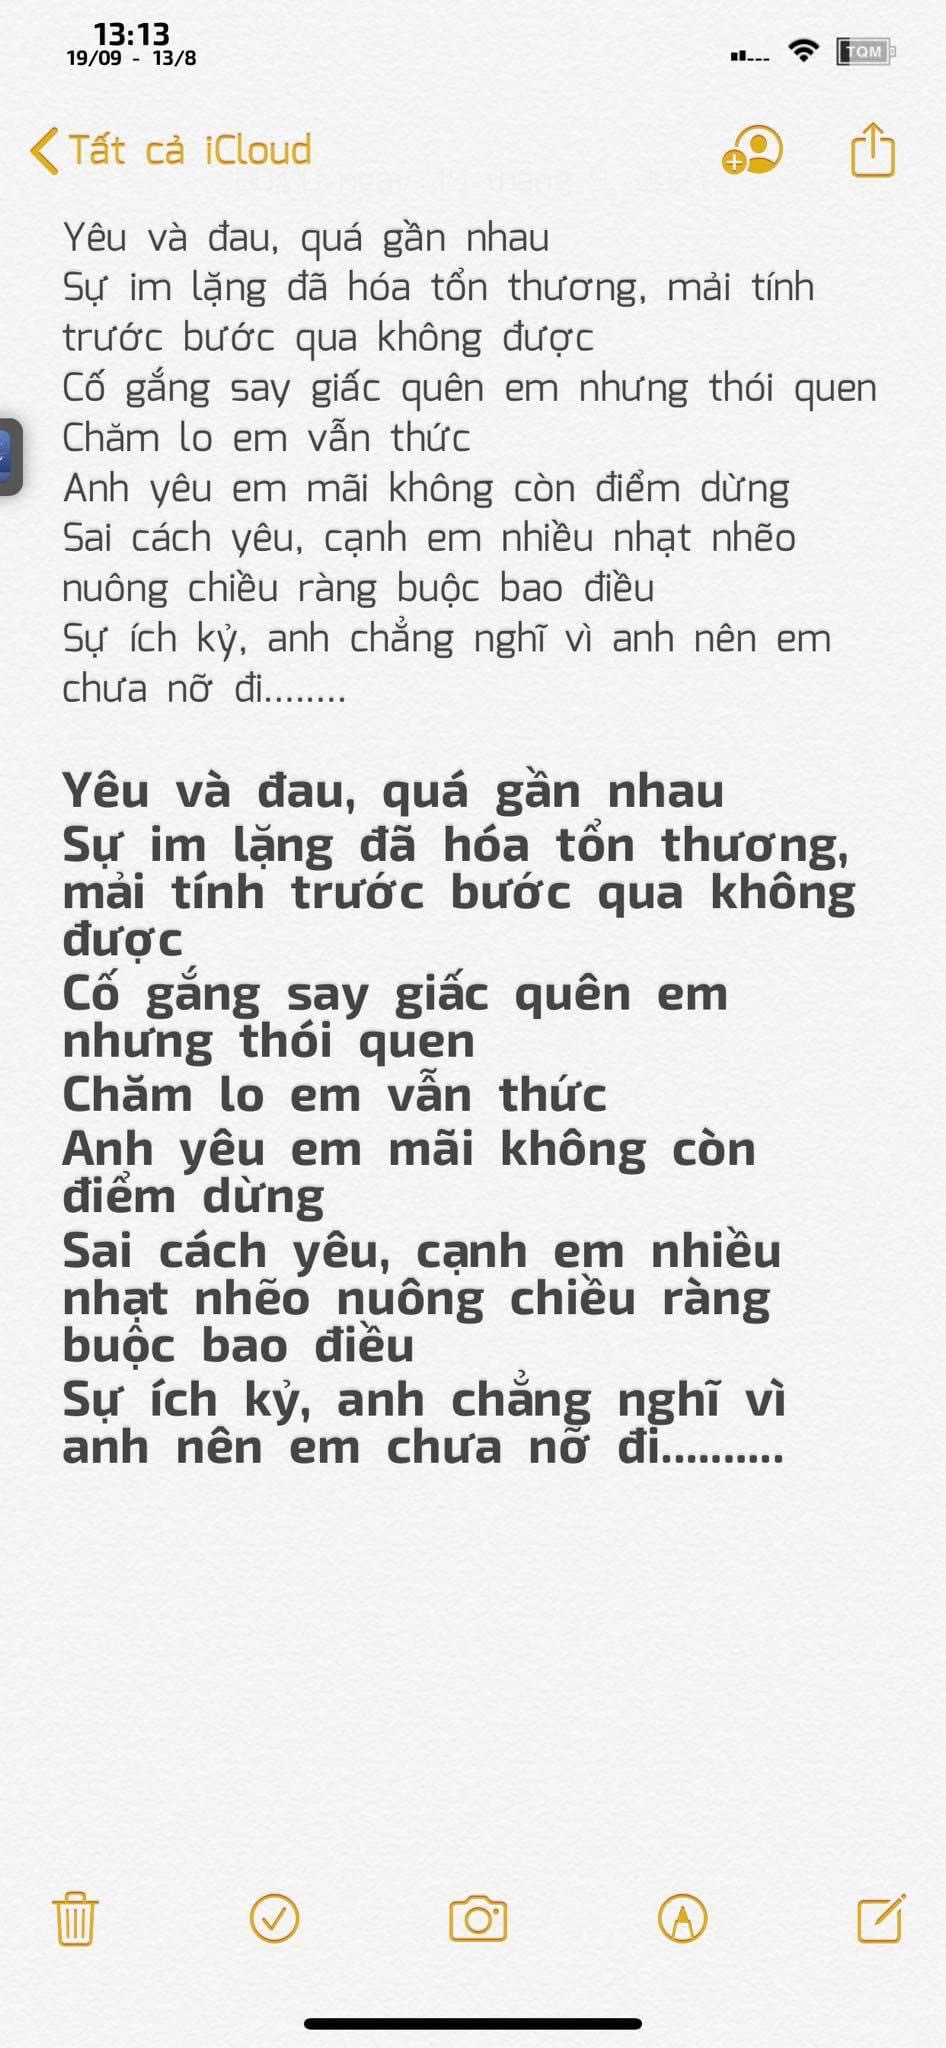 13:13
19/09 - 13/8
TQM
Tất cả iCloud
Yêu và đau, quá gần nhau
Sự im lặng đã hóa tổn thương, mải tính
trước bước qua không được
Cố gắng say giấc quên em nhưng thói quen
Chăm lo em vẫn thức
Anh yêu em mãi không còn điểm dừng
Sai cách yêu, cạnh em nhiều nhạt nhẽo
nuông chiều ràng buộc bao điều
Sự ích kỷ, anh chẳng nghĩ vì anh nên em
chưa nỡ đi........
Yêu và đau, quá gần nhau
Sự im lặng đã hóa tổn thương,
mải tính trước bước qua không
được
Cố gắng say giấc quên em
nhưng thói quen
Chăm lo em vẫn thức
Anh yêu em mãi không còn
điểm dừng
Sai cách yêu, cạnh em nhiều
nhạt nhẽo nuông chiều ràng
buộc bao điều
Sự ích kỷ, anh chẳng nghĩ vì
anh nên em chưa nỡ đi..........